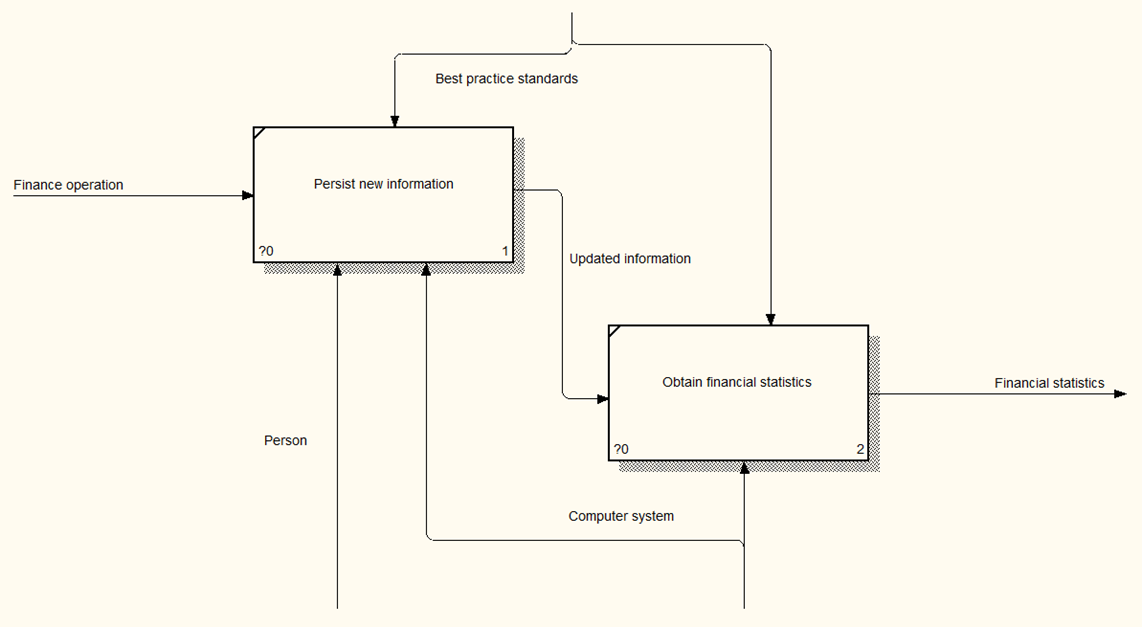 Best practice standards
Finance operation
Persist new information
?0
1
Updated information
Obtain financial statistics
Financial statistics
?0
2
Person
Computer system